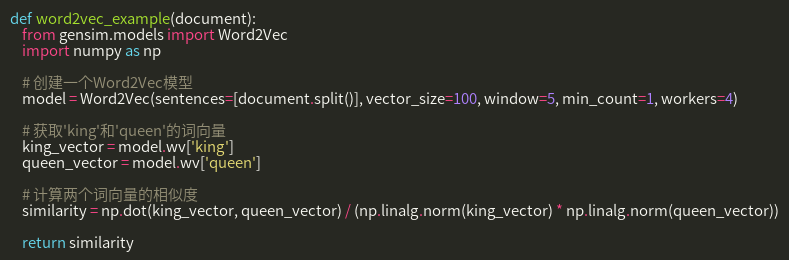 def word2vec_example(document):
from gensim.models import Word2Vec
import numpy as np
# 创建一个Word2Vec模型
model = Word2Vec(sentences=[document.split()], vector_size=100, window=5, min_count=1, workers=4)
# 获取'king'和'queen'的词向量
king_vector = model.wv['king']
queen_vector = model.wv['queen']
# 计算两个词向量的相似度
similarity = np.dot(king_vector, queen_vector) / (np.linalg.norm(king_vector) * np.linalg.norm(queen_vector))
return similarity